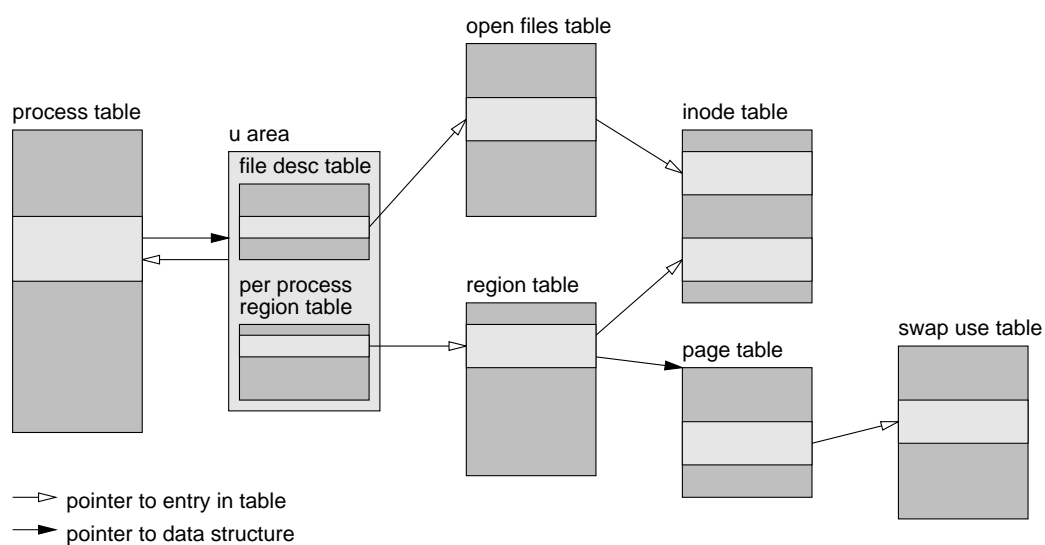 open files table
process table
inode table
u area
file desc table
per process
region table
region table
swap use table
page table
pointer to entry in table
pointer to data structure